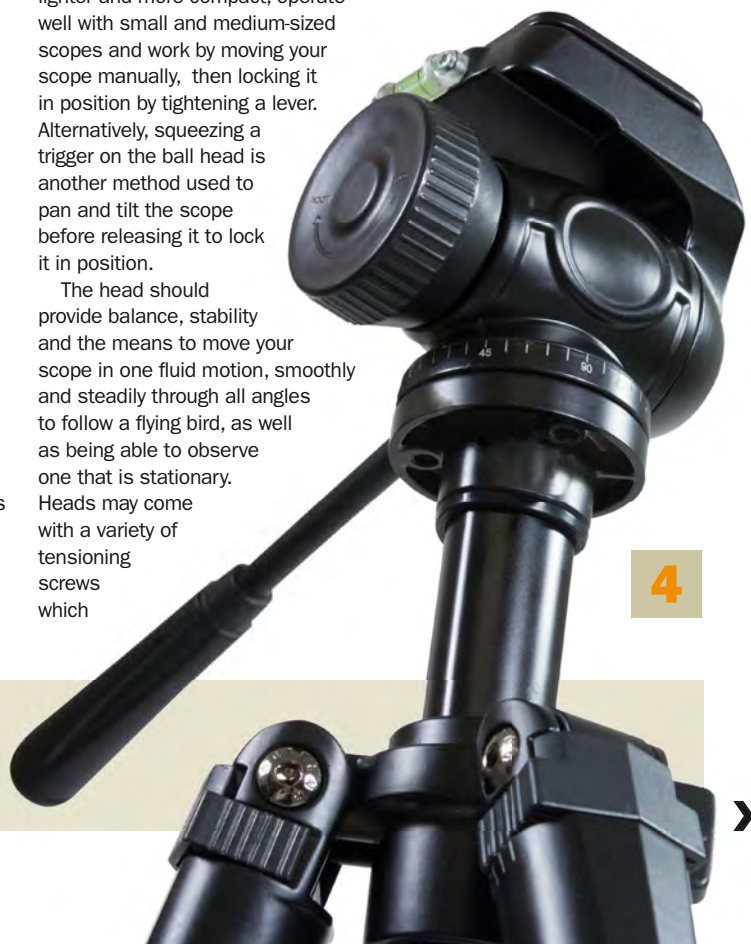 lighter and more compact, operate
well with small and medium-sized
scopes and work by moving your
scope manually, then locking it
in position by tightening a lever.
Alternatively, squeezing a
trigger on the ball head is
another method used to
pan and tilt the scope
before releasing it to lock
it in position.
The head should
provide balance, stability
and the means to move your
scope in one fluid motion, smoothly
and steadily through all angles
to follow a flying bird, as well
as being able to observe
one that is stationary.
Heads may come
with a variety of
tensioning
screws
which
45
90
4